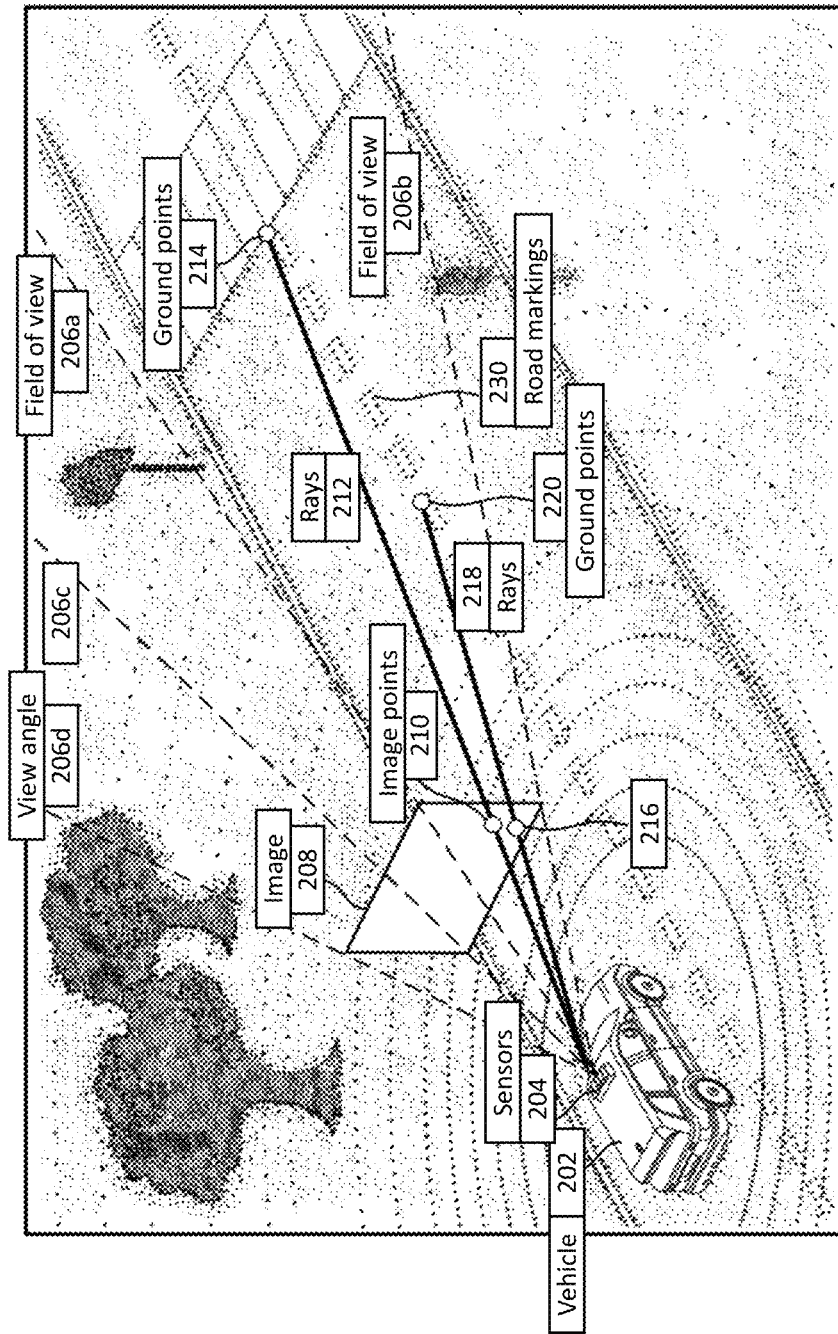 View angle
206d
206c
Field of view
206a
Image
208
Ground points
214
Rays
212
Field of view
206b
Image points
210
218
Rays
230
Road markings
Sensors
204
216
220
Ground points
Vehicle
202